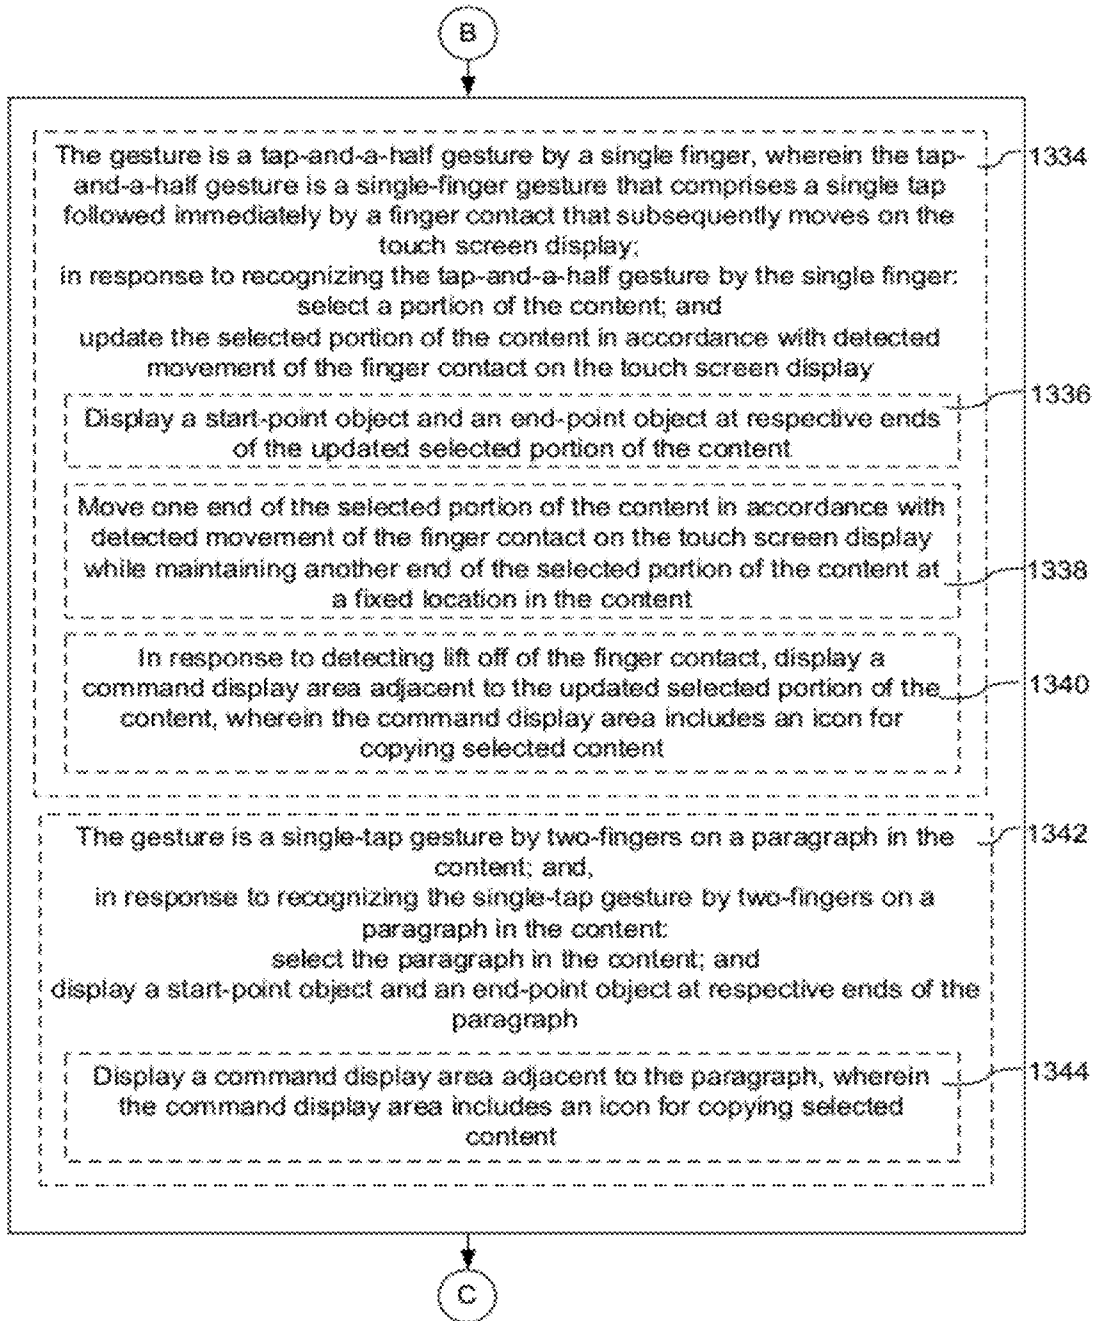 B
The gesture is a tap-and-a-half gesture by a single finger, wherein the tap-
and-a-half gesture is a single-finger gesture that comprises a single tap
followed immediately by a finger contact that subsequently moves on the
touch screen display;
in response to recognizing the tap-and-a-half gesture by the single finger:
select a portion of the content; and
update the selected portion of the content in accordance with detected
movement of the finger contact on the touch screen display
1334
Display a start-point object and an end-point object at respective ends
of the updated selected portion of the content
1336
Move one end of the selected portion of the content in accordance with
detected movement of the finger contact on the touch screen display
while maintaining another end of the selected portion of the content at
a fixed location in the content
1338
In response to detecting lift off of the finger contact, display a
command display area adjacent to the updated selected portion of the
content, wherein the command display area includes an icon for
copying selected content
1340
The gesture is a single-tap gesture by two-fingers on a paragraph in the
content; and,
in response to recognizing the single-tap gesture by two-fingers on a
paragraph in the content:
select the paragraph in the content; and
display a start-point object and an end-point object at respective ends of the
paragraph
1342
Display a command display area adjacent to the paragraph, wherein
the command display area includes an icon for copying selected
content
1344
C